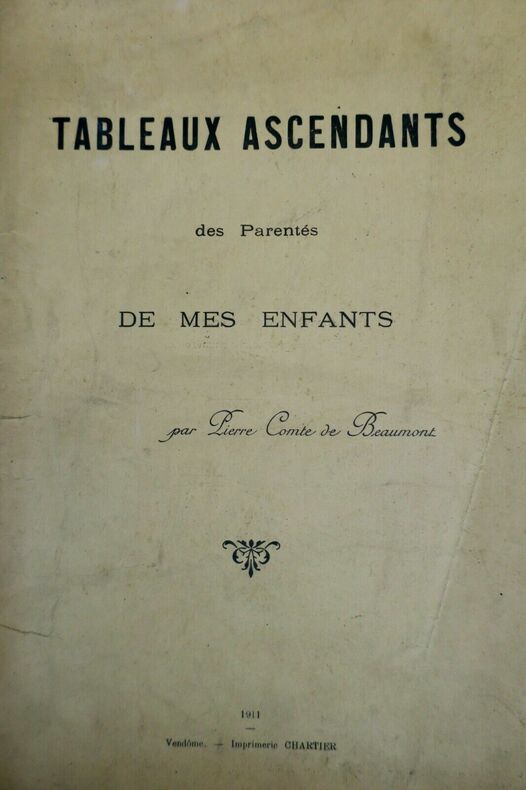 TABLEAUX ASCENDANTS
des Parentés
DE MES ENFANTS
par Pierre Comte de Beaumont
1911
Vendôme. — Imprimerie CHARTIER